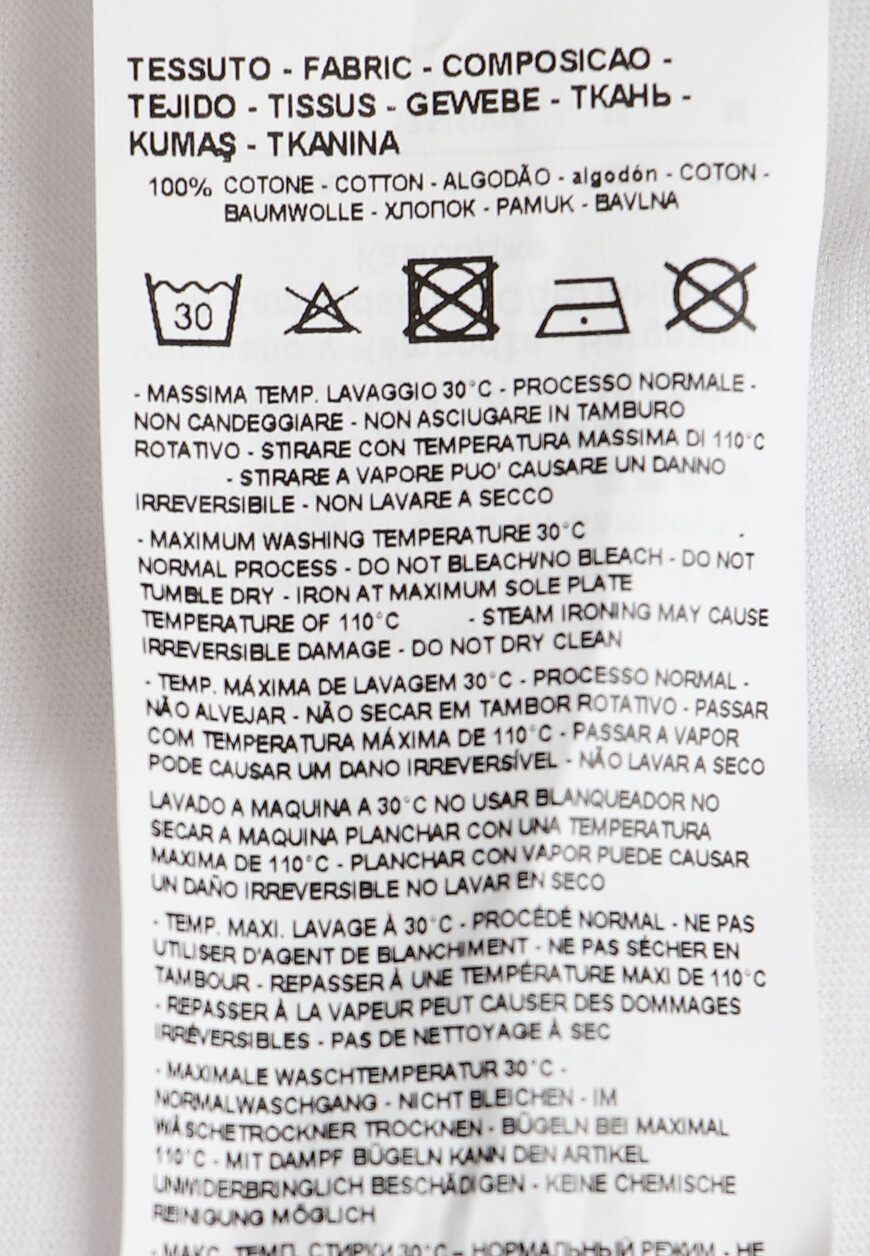 TESSUTO - FABRIC - COMPOSICAO -
TEJIDO - TISSUS - GEWEBE - ТКАНЬ -
KUMAŞ - TKANINA
100% COTONE - COTTON - ALGODÃO - algodón - COTON -
BAUMWOLLE - ХЛОПОК - PAMUK - BAVLNA
30
- MASSIMA TEMP. LAVAGGIO 30°C - PROCESSO NORMALE -
NON CANDEGGIARE - NON ASCIUGARE IN TAMBURO
ROTATIVO - STIRARE CON TEMPERATURA MASSIMA DI 110°C
- STIRARE A VAPORE PUO' CAUSARE UN DANNO
IRREVERSIBILE - NON LAVARE A SECCO
- MAXIMUM WASHING TEMPERATURE 30°C -
NORMAL PROCESS - DO NOT BLEACH/NO BLEACH - DO NOT
TUMBLE DRY - IRON AT MAXIMUM SOLE PLATE
TEMPERATURE OF 110°C - STEAM IRONING MAY CAUSE
IRREVERSIBLE DAMAGE - DO NOT DRY CLEAN
- TEMP. MÁXIMA DE LAVAGEM 30°C - PROCESSO NORMAL -
NÃO ALVEJAR - NÃO SECAR EM TAMBOR ROTATIVO - PASSAR
COM TEMPERATURA MÁXIMA DE 110°C - PASSAR A VAPOR
PODE CAUSAR UM DANO IRREVERSÍVEL - NÃO LAVAR A SECO
LAVADO A MAQUINA A 30°C NO USAR BLANQUEADOR NO
SECAR A MAQUINA PLANCHAR CON UNA TEMPERATURA
MAXIMA DE 110°C - PLANCHAR CON VAPOR PUEDE CAUSAR
UN DAÑO IRREVERSIBLE NO LAVAR EN SECO
- TEMP. MAXI. LAVAGE À 30°C - PROCÉDÉ NORMAL - NE PAS
UTILISER D'AGENT DE BLANCHIMENT - NE PAS SÉCHER EN
TAMBOUR - REPASSER À UNE TEMPÉRATURE MAXI DE 110°C
- REPASSER À LA VAPEUR PEUT CAUSER DES DOMMAGES
IRRÉVERSIBLES - PAS DE NETTOYAGE À SEC
- MAXIMALE WASCHTEMPERATUR 30°C -
NORMALWASCHGANG - NICHT BLEICHEN - IM
WÄSCHETROCKNER TROCKNEN - BÜGELN BEI MAXIMAL
110°C - MIT DAMPF BÜGELN KANN DEN ARTIKEL
UNWIDERBRINGLICH BESCHÄDIGEN - KEINE CHEMISCHE
REINIGUNG MÖGLICH
- МАКС. ТЕМП. СТИРКИ 30°C – НОРМАЛЬНЫЙ РЕЖИМ - НЕ